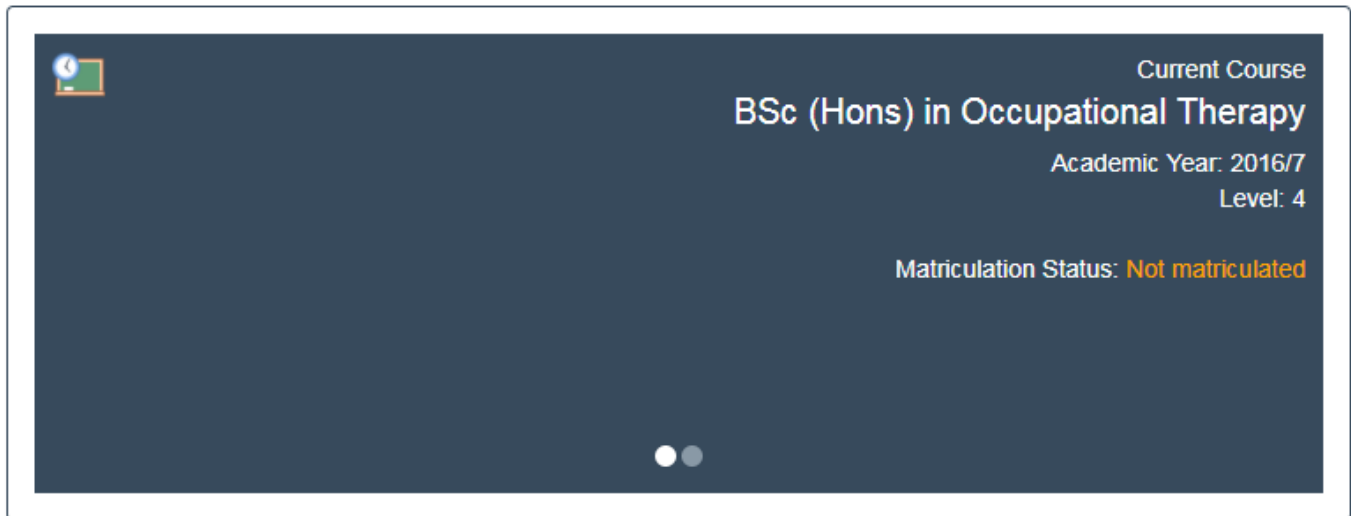 Current Course
BSc (Hons) in Occupational Therapy
Academic Year: 2016/7
Level: 4
Matriculation Status: Not matriculated